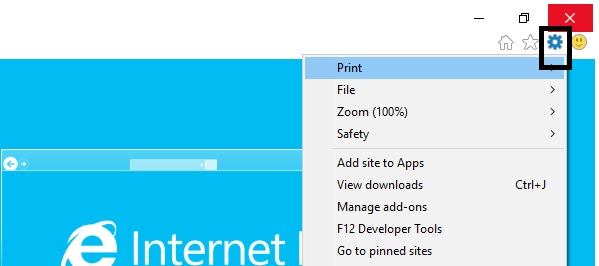 Print
File
Zoom (100%)
Safety
Add site to Apps
View downloads Ctrl+J
Manage add-ons
F12 Developer Tools
Go to pinned sites
Internet